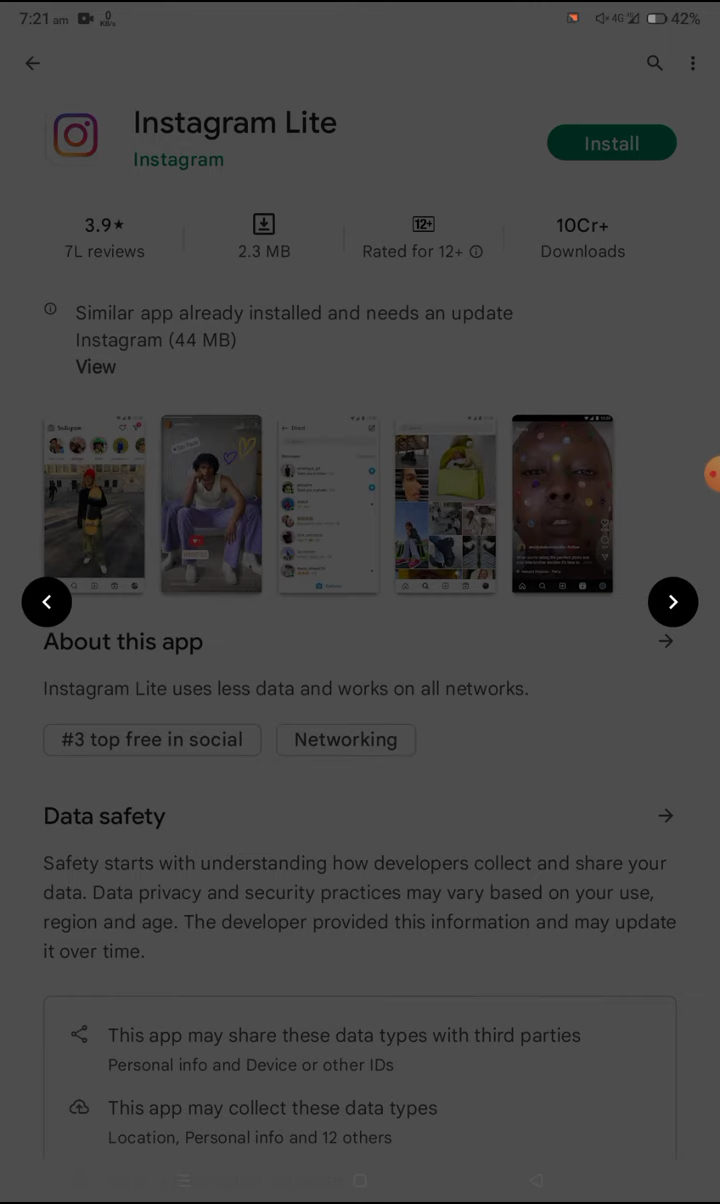 7:21 am 0 KB/s 4G 42%
Instagram Lite
Instagram
Install
3.9★
7L reviews
2.3 MB
12+
Rated for 12+
10Cr+
Downloads
Similar app already installed and needs an update
Instagram (44 MB)
View
About this app
Instagram Lite uses less data and works on all networks.
#3 top free in social
Networking
Data safety
Safety starts with understanding how developers collect and share your
data. Data privacy and security practices may vary based on your use,
region and age. The developer provided this information and may update
it over time.
This app may share these data types with third parties
Personal info and Device or other IDs
This app may collect these data types
Location, Personal info and 12 others